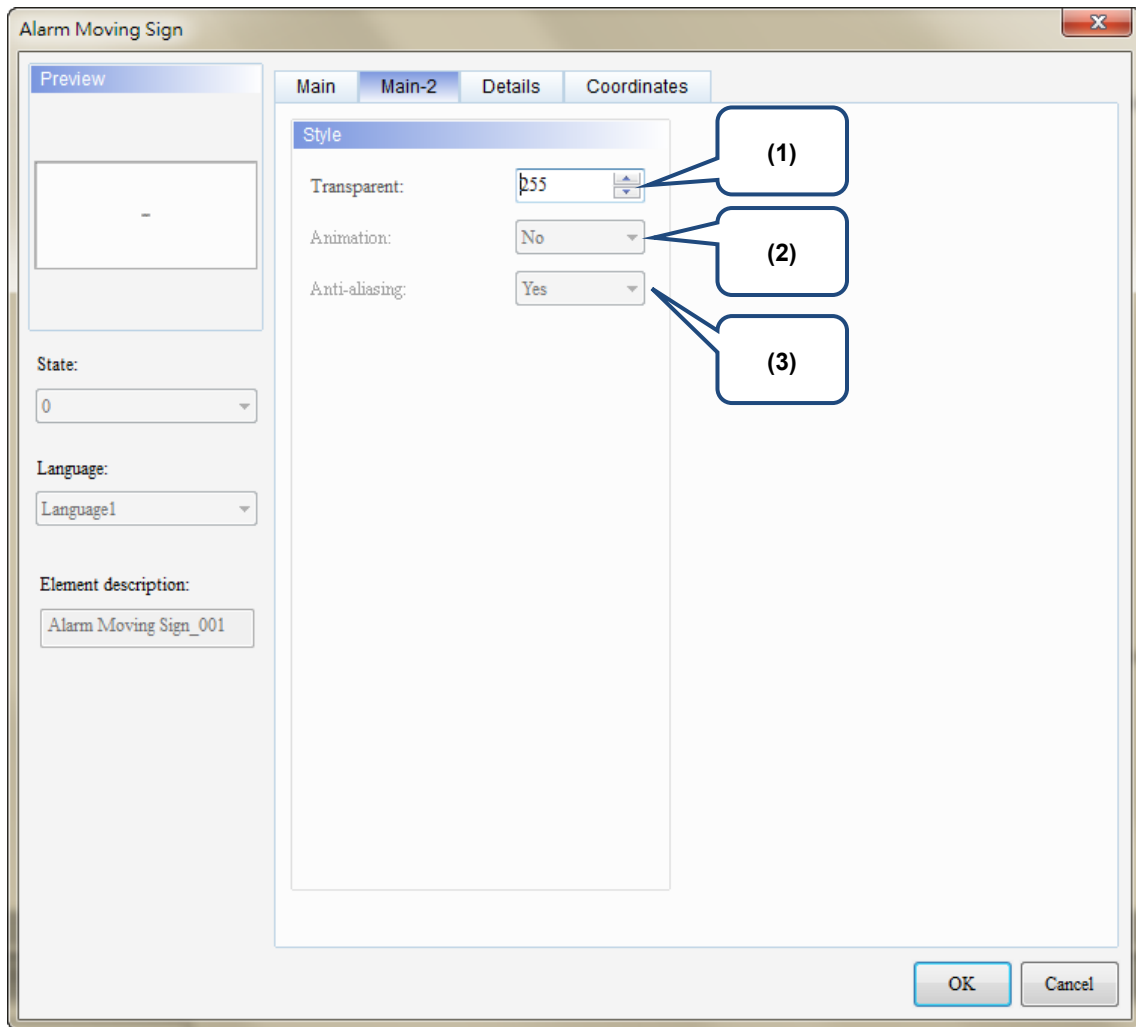 Alarm Moving Sign
Preview
-
State:
0
Language:
Language1
Element description:
Alarm Moving Sign_001
Main Main-2 Details Coordinates
Style
Transparent: 255
Animation: No
Anti-aliasing: Yes
(1)
(2)
(3)
OK Cancel